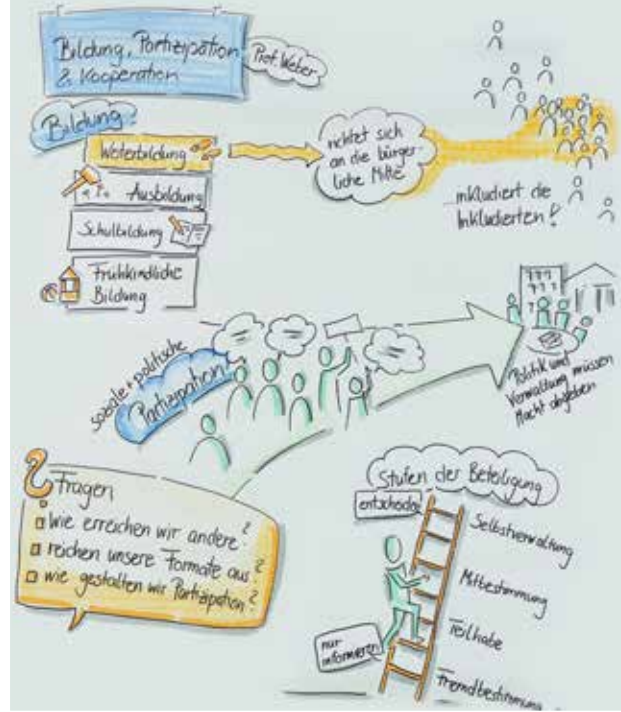 Bildung, Partizipation
& Kooperation
Prof. Weber
Bildung!
Weiterbildung
Ausbildung
Schulbildung
Frühkindliche
Bildung
richtet sich
an die bürger-
liche Mitte
...inkludiert die
Inkludierten!
soziale + politische
Partizipation
Politik und
Verwaltung müssen
Macht abgeben
? Fragen
wie erreichen wir andere?
reichen unsere Formate aus?
wie gestalten wir Partizipation?
Stufen der Beteiligung
entscheiden
Selbstverwaltung
Mitbestimmung
Teilhabe
nur
informieren
Fremdbestimmung